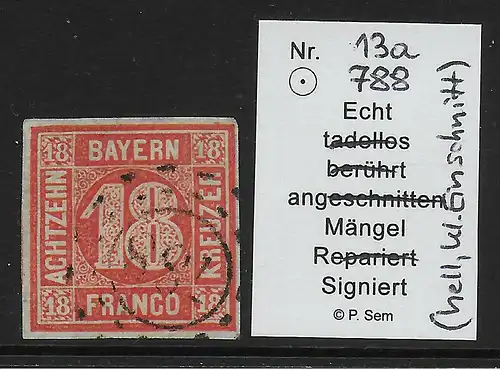 18 BAYERN 18
ACHTZEHN
18
KREUZER
18 FRANCO 18
Nr. 13a
788
Echt
tadellos
berührt
angeschnitten
Mängel
Repariert
Signiert
© P. Sem
(hell, kl. Einschnitt)